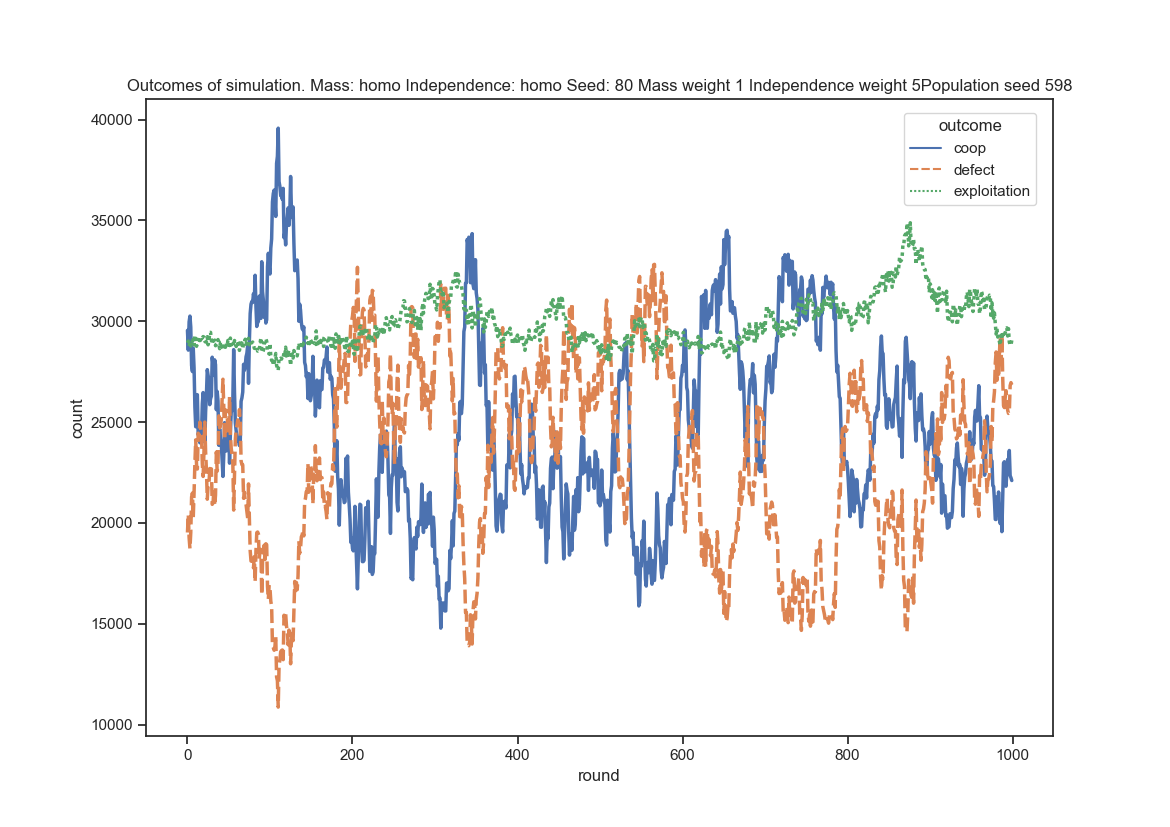 Outcomes of simulation. Mass: homo Independence: homo Seed: 80 Mass weight 1 Independence weight 5Population seed 598
outcome
coop
defect
exploitation
40000
35000
30000
25000
20000
15000
10000
count
0 200 400 600 800 1000
round